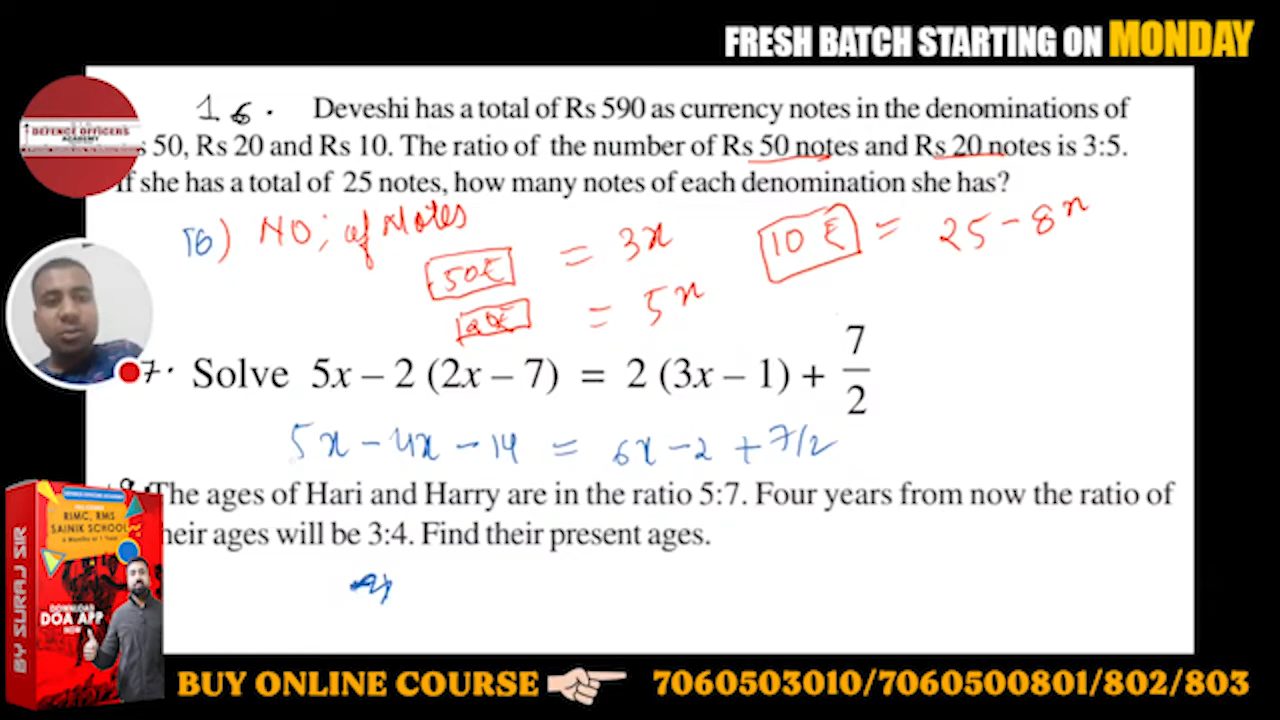 FRESH BATCH STARTING ON MONDAY
16. Deveshi has a total of Rs 590 as currency notes in the denominations of
DEFENCE OFFICERS
ACADEMY
50, Rs 20 and Rs 10. The ratio of the number of Rs 50 notes and Rs 20 notes is 3:5.
If she has a total of 25 notes, how many notes of each denomination she has?
16) NO; of Notes
50₹ = 3x
10 ₹ = 25 - 8x
20₹ = 5x
7. Solve 5x – 2 (2x – 7) = 2 (3x – 1) + 7/2
5x - 4x - 14 = 6x - 2 + 7/2
The ages of Hari and Harry are in the ratio 5:7. Four years from now the ratio of
heir ages will be 3:4. Find their present ages.
RIMC, RMS
SAINIK SCHOOL
BY SURAJ SIR
DOWNLOAD
DOA APP
NOW
BUY ONLINE COURSE 7060503010/7060500801/802/803